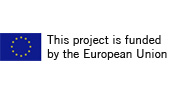 This project is funded
by the European Union